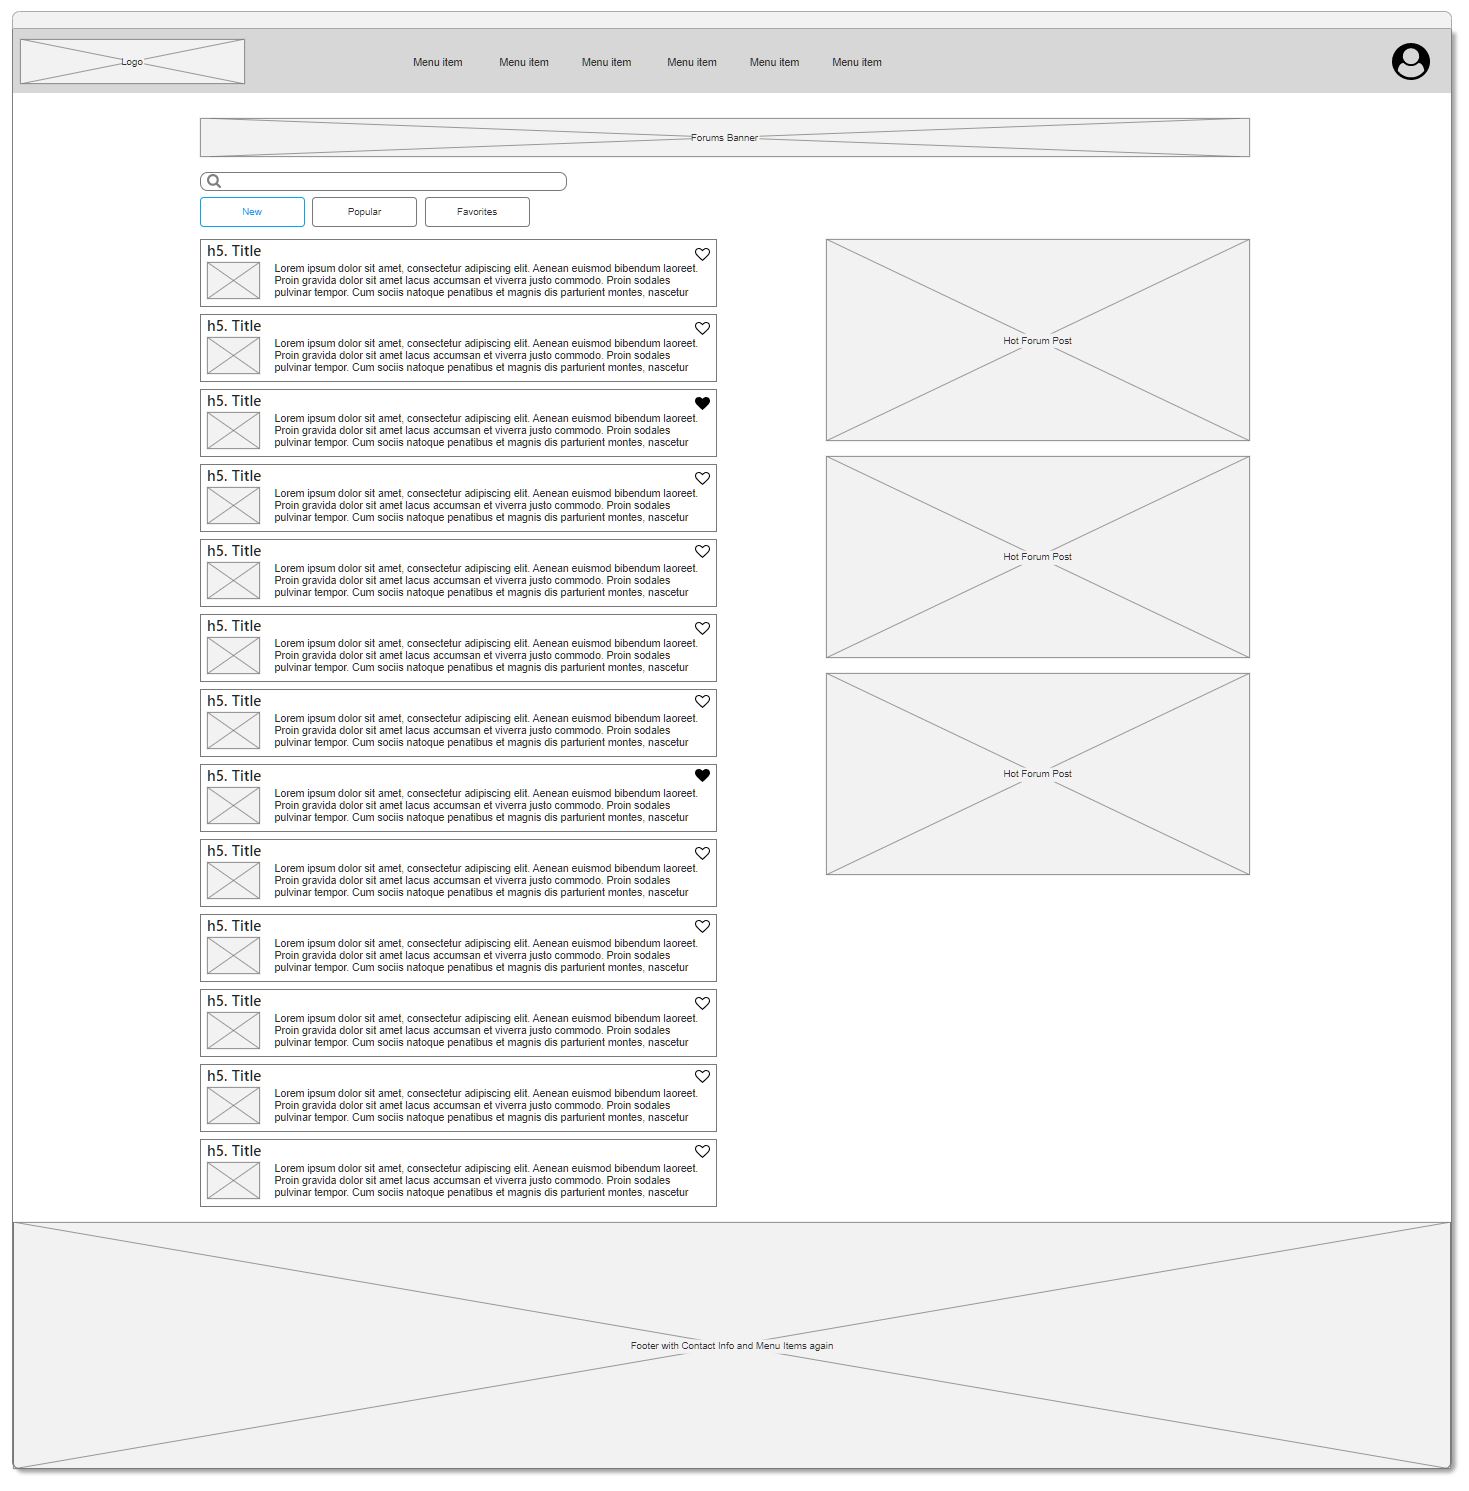 Logo
Menu item Menu item Menu item Menu item Menu item Menu item
Forums Banner
New Popular Favorites
h5. Title
Lorem ipsum dolor sit amet, consectetur adipiscing elit. Aenean euismod bibendum laoreet.
Proin gravida dolor sit amet lacus accumsan et viverra justo commodo. Proin sodales
pulvinar tempor. Cum sociis natoque penatibus et magnis dis parturient montes, nascetur
h5. Title
Lorem ipsum dolor sit amet, consectetur adipiscing elit. Aenean euismod bibendum laoreet.
Proin gravida dolor sit amet lacus accumsan et viverra justo commodo. Proin sodales
pulvinar tempor. Cum sociis natoque penatibus et magnis dis parturient montes, nascetur
h5. Title
Lorem ipsum dolor sit amet, consectetur adipiscing elit. Aenean euismod bibendum laoreet.
Proin gravida dolor sit amet lacus accumsan et viverra justo commodo. Proin sodales
pulvinar tempor. Cum sociis natoque penatibus et magnis dis parturient montes, nascetur
h5. Title
Lorem ipsum dolor sit amet, consectetur adipiscing elit. Aenean euismod bibendum laoreet.
Proin gravida dolor sit amet lacus accumsan et viverra justo commodo. Proin sodales
pulvinar tempor. Cum sociis natoque penatibus et magnis dis parturient montes, nascetur
h5. Title
Lorem ipsum dolor sit amet, consectetur adipiscing elit. Aenean euismod bibendum laoreet.
Proin gravida dolor sit amet lacus accumsan et viverra justo commodo. Proin sodales
pulvinar tempor. Cum sociis natoque penatibus et magnis dis parturient montes, nascetur
h5. Title
Lorem ipsum dolor sit amet, consectetur adipiscing elit. Aenean euismod bibendum laoreet.
Proin gravida dolor sit amet lacus accumsan et viverra justo commodo. Proin sodales
pulvinar tempor. Cum sociis natoque penatibus et magnis dis parturient montes, nascetur
h5. Title
Lorem ipsum dolor sit amet, consectetur adipiscing elit. Aenean euismod bibendum laoreet.
Proin gravida dolor sit amet lacus accumsan et viverra justo commodo. Proin sodales
pulvinar tempor. Cum sociis natoque penatibus et magnis dis parturient montes, nascetur
h5. Title
Lorem ipsum dolor sit amet, consectetur adipiscing elit. Aenean euismod bibendum laoreet.
Proin gravida dolor sit amet lacus accumsan et viverra justo commodo. Proin sodales
pulvinar tempor. Cum sociis natoque penatibus et magnis dis parturient montes, nascetur
h5. Title
Lorem ipsum dolor sit amet, consectetur adipiscing elit. Aenean euismod bibendum laoreet.
Proin gravida dolor sit amet lacus accumsan et viverra justo commodo. Proin sodales
pulvinar tempor. Cum sociis natoque penatibus et magnis dis parturient montes, nascetur
h5. Title
Lorem ipsum dolor sit amet, consectetur adipiscing elit. Aenean euismod bibendum laoreet.
Proin gravida dolor sit amet lacus accumsan et viverra justo commodo. Proin sodales
pulvinar tempor. Cum sociis natoque penatibus et magnis dis parturient montes, nascetur
h5. Title
Lorem ipsum dolor sit amet, consectetur adipiscing elit. Aenean euismod bibendum laoreet.
Proin gravida dolor sit amet lacus accumsan et viverra justo commodo. Proin sodales
pulvinar tempor. Cum sociis natoque penatibus et magnis dis parturient montes, nascetur
h5. Title
Lorem ipsum dolor sit amet, consectetur adipiscing elit. Aenean euismod bibendum laoreet.
Proin gravida dolor sit amet lacus accumsan et viverra justo commodo. Proin sodales
pulvinar tempor. Cum sociis natoque penatibus et magnis dis parturient montes, nascetur
h5. Title
Lorem ipsum dolor sit amet, consectetur adipiscing elit. Aenean euismod bibendum laoreet.
Proin gravida dolor sit amet lacus accumsan et viverra justo commodo. Proin sodales
pulvinar tempor. Cum sociis natoque penatibus et magnis dis parturient montes, nascetur
Hot Forum Post
Hot Forum Post
Hot Forum Post
Footer with Contact Info and Menu Items again